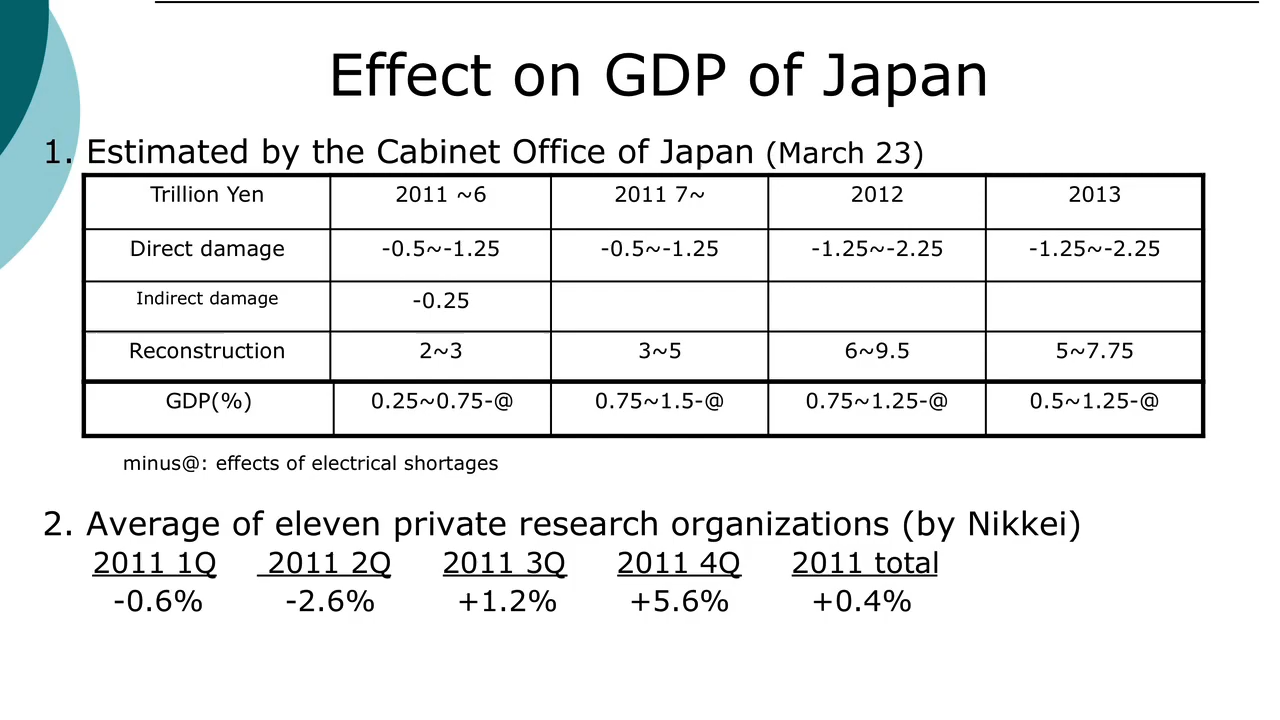 Effect on GDP of Japan
1. Estimated by the Cabinet Office of Japan (March 23)
Trillion Yen 2011 ~6 2011 7~ 2012 2013
Direct damage -0.5~-1.25 -0.5~-1.25 -1.25~-2.25 -1.25~-2.25
Indirect damage -0.25
Reconstruction 2~3 3~5 6~9.5 5~7.75
GDP(%) 0.25~0.75-@ 0.75~1.5-@ 0.75~1.25-@ 0.5~1.25-@
minus@: effects of electrical shortages
2. Average of eleven private research organizations (by Nikkei)
2011 1Q 2011 2Q 2011 3Q 2011 4Q 2011 total
-0.6% -2.6% +1.2% +5.6% +0.4%